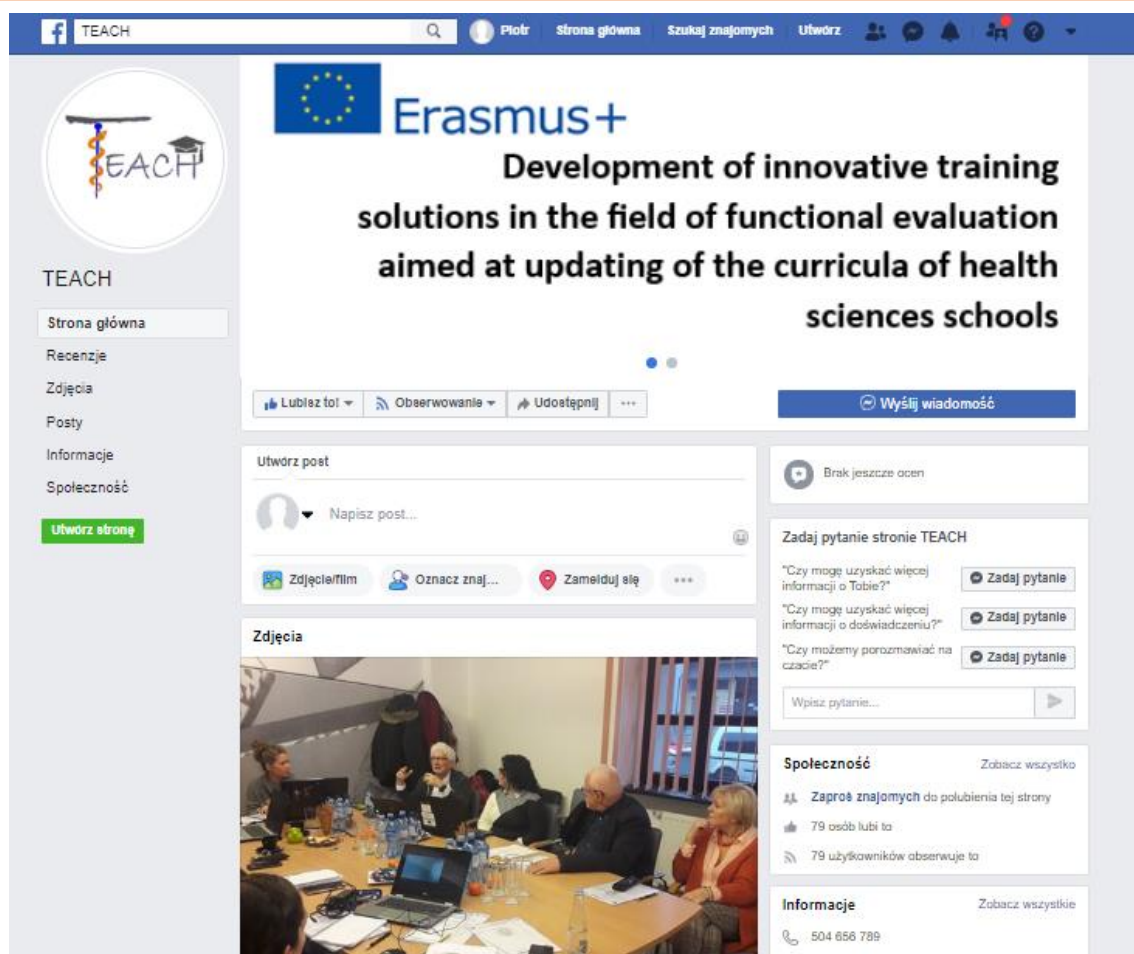 TEACH
Piotr
Strona główna
Szukaj znajomych
Utwórz
TEACH
TEACH
Strona główna
Recenzje
Zdjęcia
Posty
Informacje
Społeczność
Utwórz stronę
Erasmus+
Development of innovative training
solutions in the field of functional evaluation
aimed at updating of the curricula of health
sciences schools
Lubisz to!
Obserwowanie
Udostępnij
Wyślij wiadomość
Utwórz post
Napisz post...
Zdjęcie/film
Oznacz znaj...
Zamelduj się
Zdjęcia
Brak jeszcze ocen
Zadaj pytanie stronie TEACH
"Czy mogę uzyskać więcej
informacji o Tobie?"
Zadaj pytanie
"Czy mogę uzyskać więcej
informacji o doświadczeniu?"
Zadaj pytanie
"Czy możemy porozmawiać na
czacie?"
Zadaj pytanie
Wpisz pytanie...
Społeczność
Zobacz wszystko
Zaproś znajomych do polubienia tej strony
79 osób lubi to
79 użytkowników obserwuje to
Informacje
Zobacz wszystkie
504 656 789